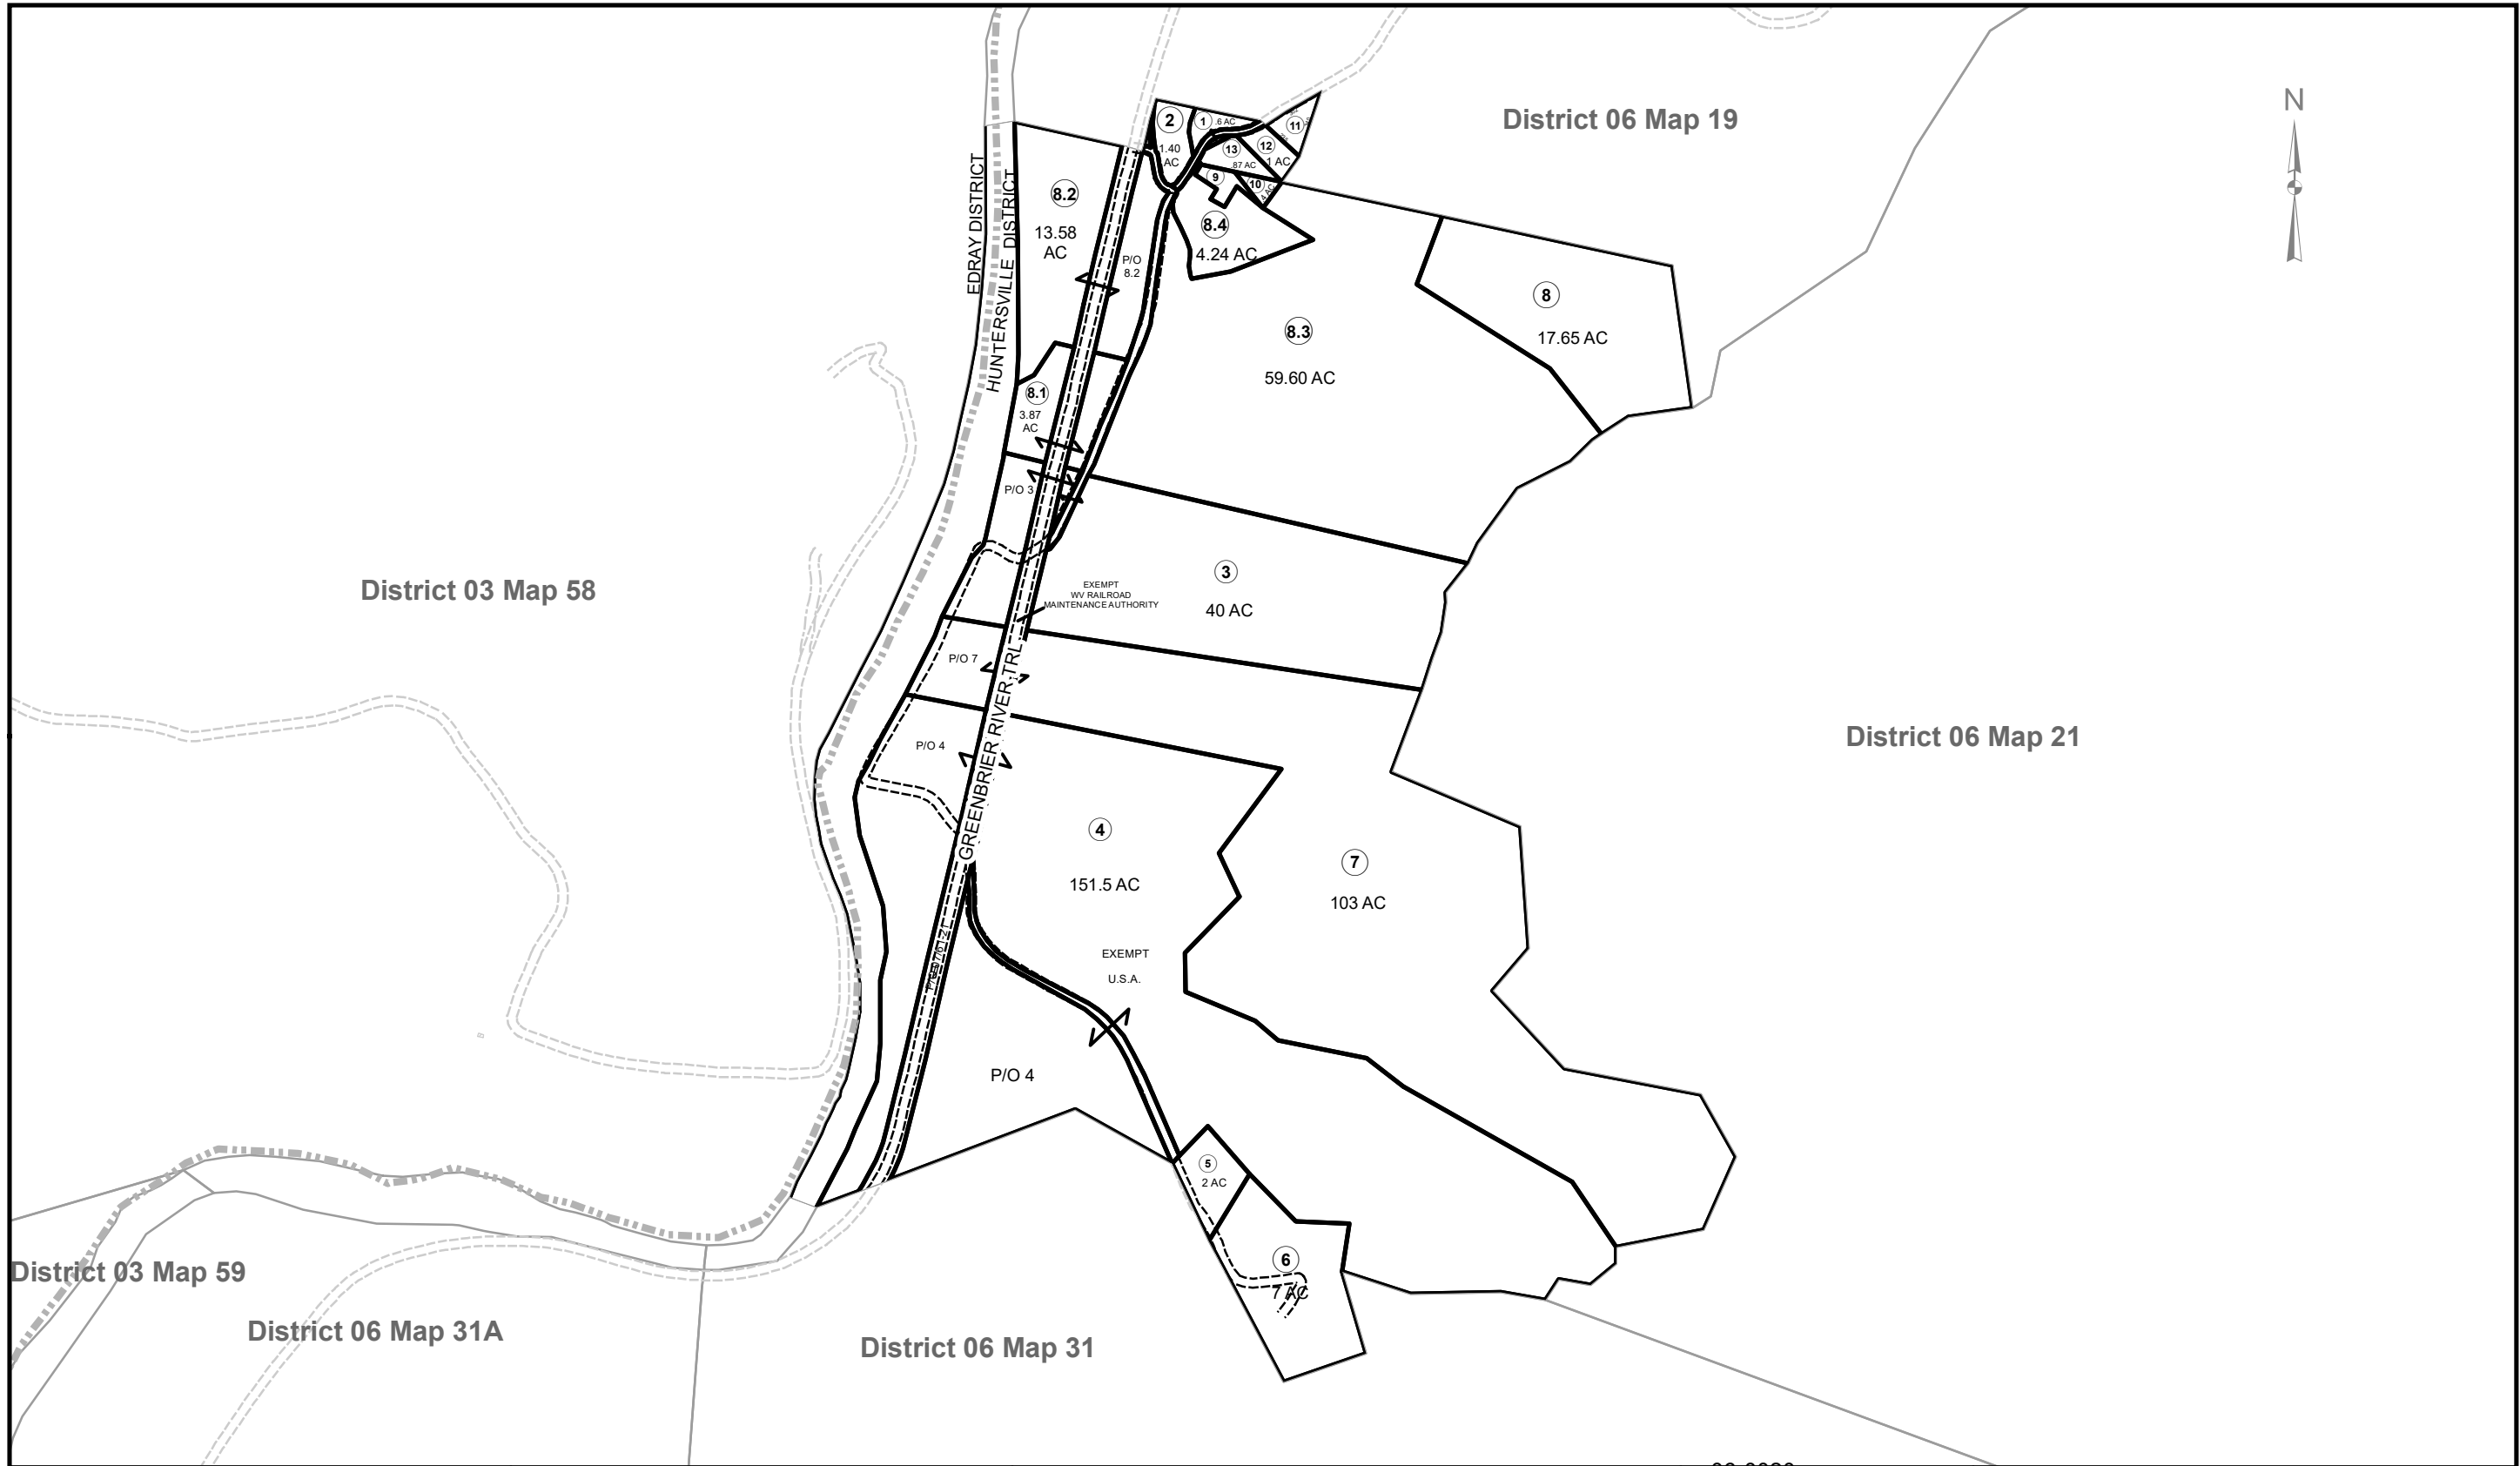 District 06 Map 19
N
2
1.40
AC
1
.6 AC
11
12
1 AC
13
.87 AC
9
10
.4 AC
EDRAY DISTRICT
HUNTERSVILLE DISTRICT
8.2
13.58
AC
P/O
8.2
8.4
4.24 AC
8
17.65 AC
8.3
59.60 AC
8.1
3.87
AC
P/O 3
District 03 Map 58
EXEMPT
WV RAILROAD
MAINTENANCE AUTHORITY
3
40 AC
P/O 7
GREENBRIER RIVER TRL
P/O 4
District 06 Map 21
4
151.5 AC
7
103 AC
EXEMPT
U.S.A.
P/O 4
5
2 AC
6
7 AC
District 03 Map 59
District 06 Map 31A
District 06 Map 31